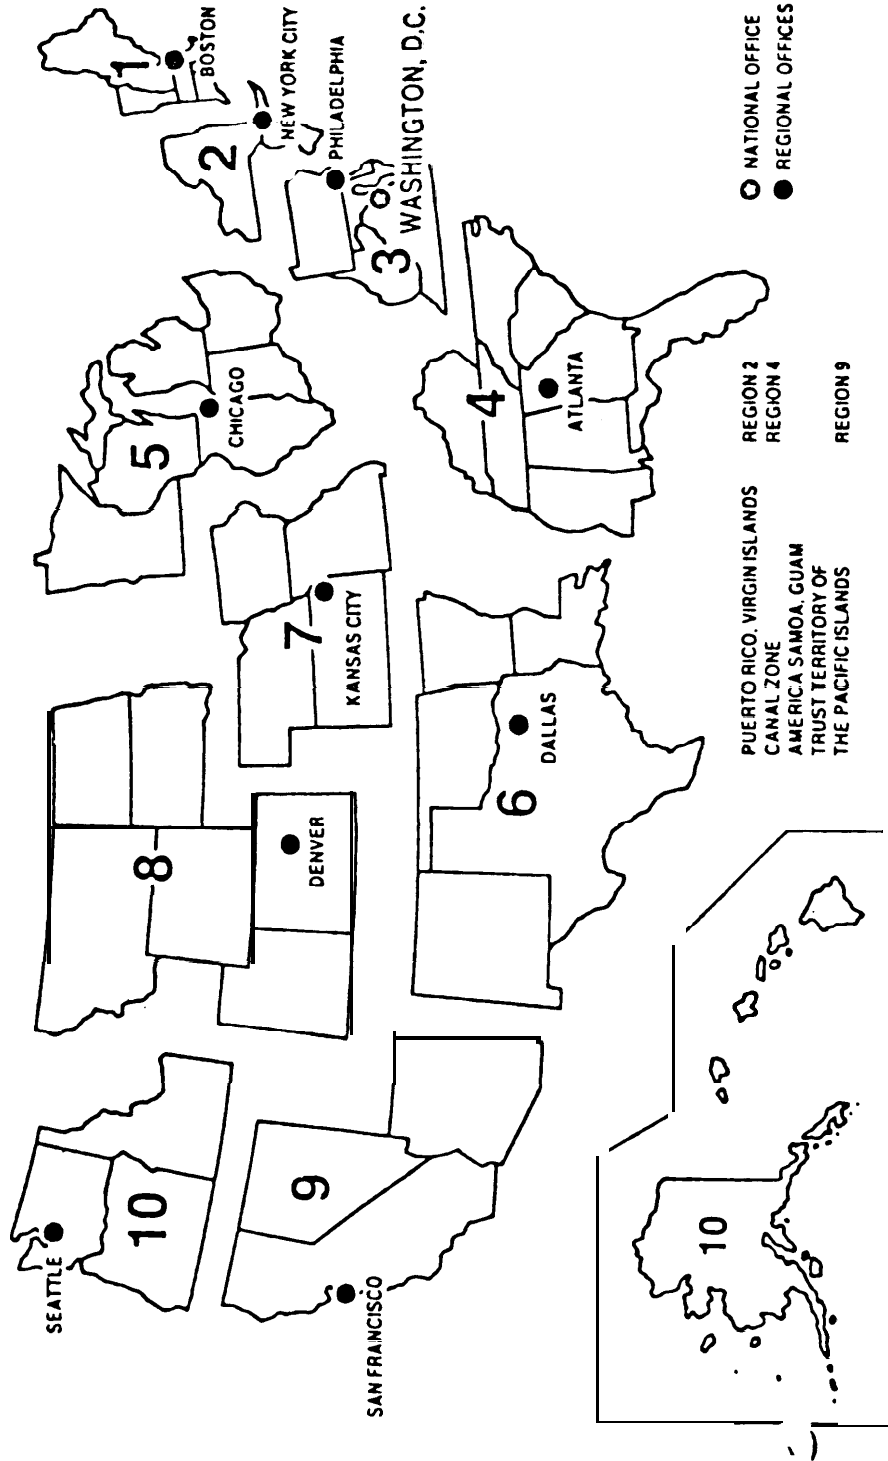 1
BOSTON
2
NEW YORK CITY
PHILADELPHIA
3
WASHINGTON, D.C.
5
CHICAGO
4
ATLANTA
7
KANSAS CITY
8
DENVER
6
DALLAS
10
SEATTLE
9
SAN FRANCISCO
10
NATIONAL OFFICE
REGIONAL OFFICES
PUERTO RICO, VIRGIN ISLANDS REGION 2
CANAL ZONE REGION 4
AMERICA SAMOA, GUAM
TRUST TERRITORY OF
THE PACIFIC ISLANDS REGION 9